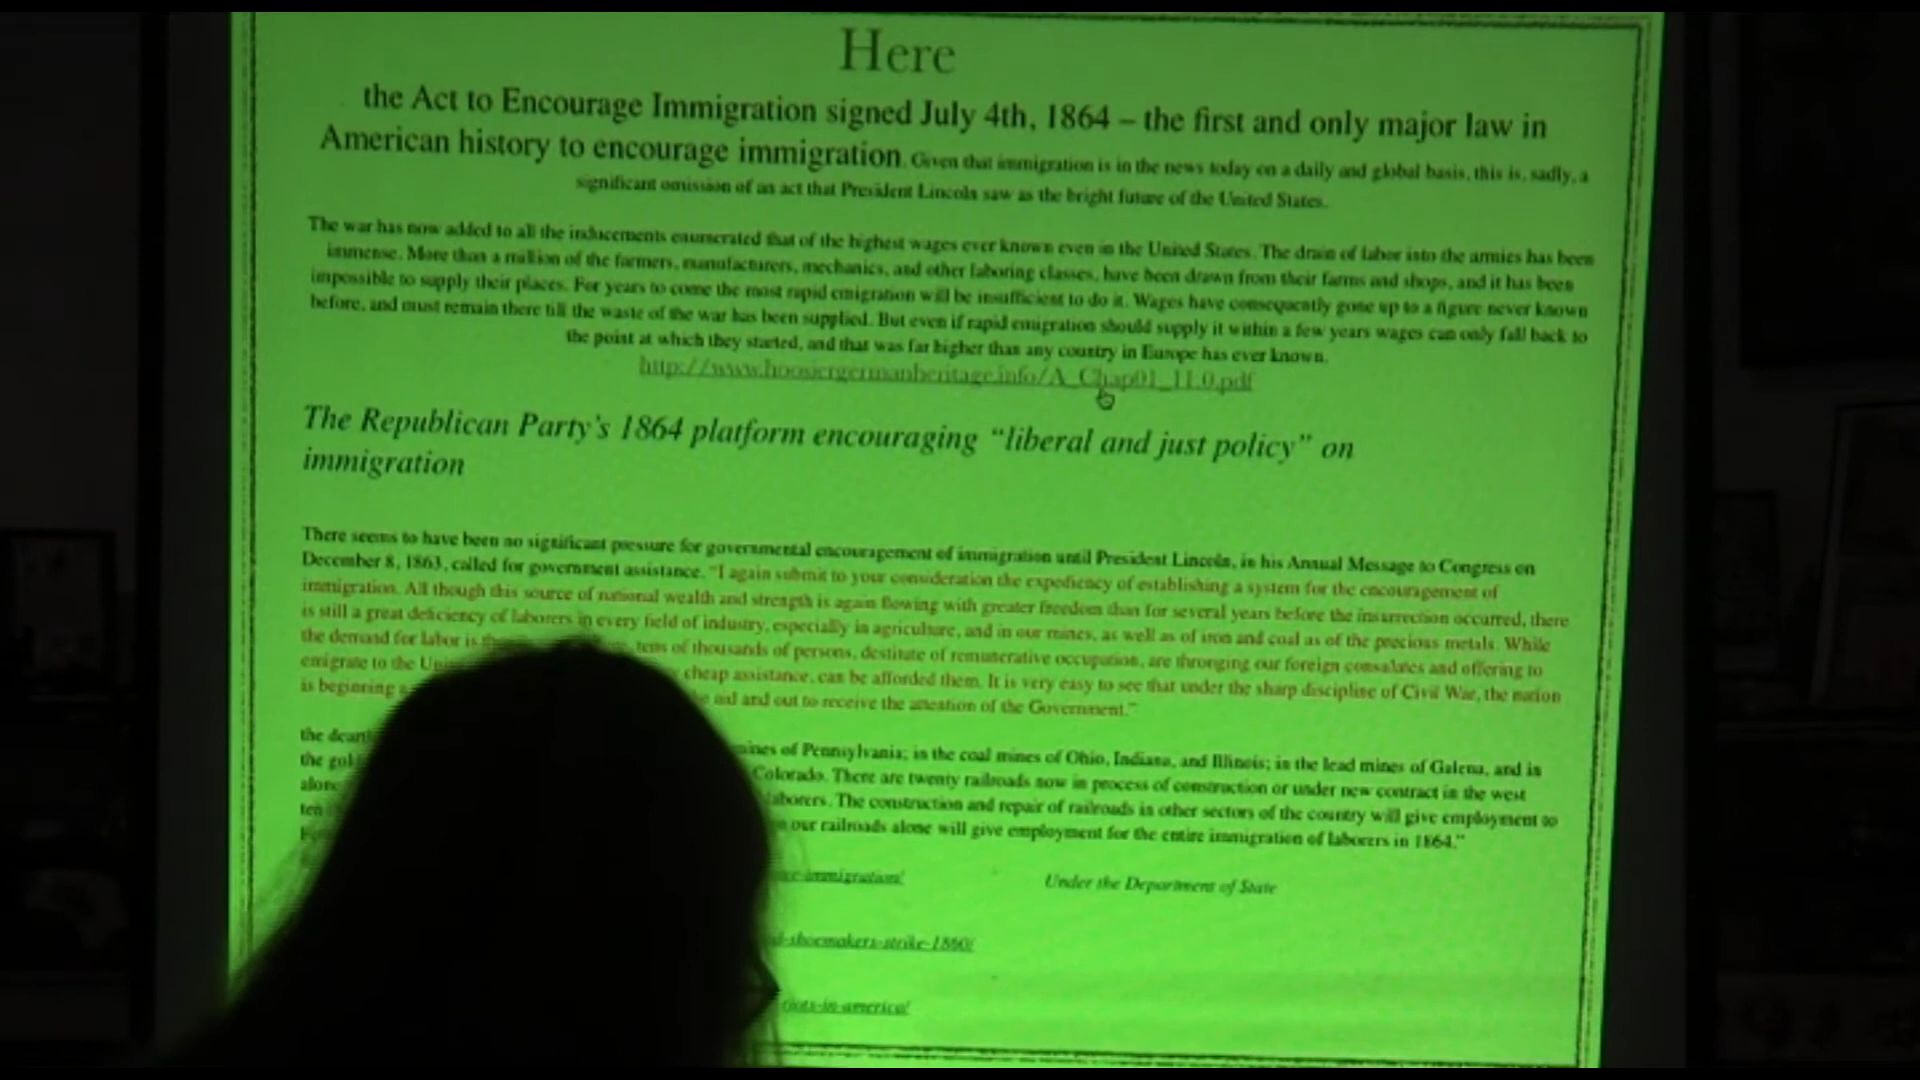 Here
the Act to Encourage Immigration signed July 4th, 1864 – the first and only major law in
American history to encourage immigration. Given that immigration is in the news today on a daily and global basis, this is, sadly, a
significant omission of an act that President Lincoln saw as the bright future of the United States.
The war has now added to all the inducements enumerated that of the highest wages ever known even in the United States. The drain of labor into the armies has been
immense. More than a million of the farmers, manufacturers, mechanics, and other laboring classes, have been drawn from their farms and shops, and it has been
impossible to supply their places. For years to come the most rapid emigration will be insufficient to do it. Wages have consequently gone up to a figure never known
before, and must remain there till the waste of the war has been supplied. But even if rapid emigration should supply it within a few years wages can only fall back to
the point at which they started, and that was far higher than any country in Europe has ever known.
http://www.hoosiergermanheritage.info/A_Chap01_11.0.pdf
The Republican Party's 1864 platform encouraging “liberal and just policy” on
immigration
There seems to have been no significant pressure for governmental encouragement of immigration until President Lincoln, in his Annual Message to Congress on
December 8, 1863, called for government assistance. “I again submit to your consideration the expediency of establishing a system for the encouragement of
immigration. All though this source of national wealth and strength is again flowing with greater freedom than for several years before the insurrection occurred, there
is still a great deficiency of laborers in every field of industry, especially in agriculture, and in our mines, as well as of iron and coal as of the precious metals. While
the demand for labor is tens of thousands of persons, destitute of remunerative occupation, are thronging our foreign consulates and offering to
emigrate to the cheap assistance, can be afforded them. It is very easy to see that under the sharp discipline of Civil War, the nation
is beginning aid and out to receive the attention of the Government.”
the mines of Pennsylvania; in the coal mines of Ohio, Indiana, and Illinois; in the lead mines of Galena, and in
the Colorado. There are twenty railroads now in process of construction or under new contract in the west
laborers. The construction and repair of railroads in other sectors of the country will give employment to
ten our railroads alone will give employment for the entire immigration of laborers in 1864.”
immigration/ Under the Department of State
shoemakers-strike-1860/
riots-in-america/